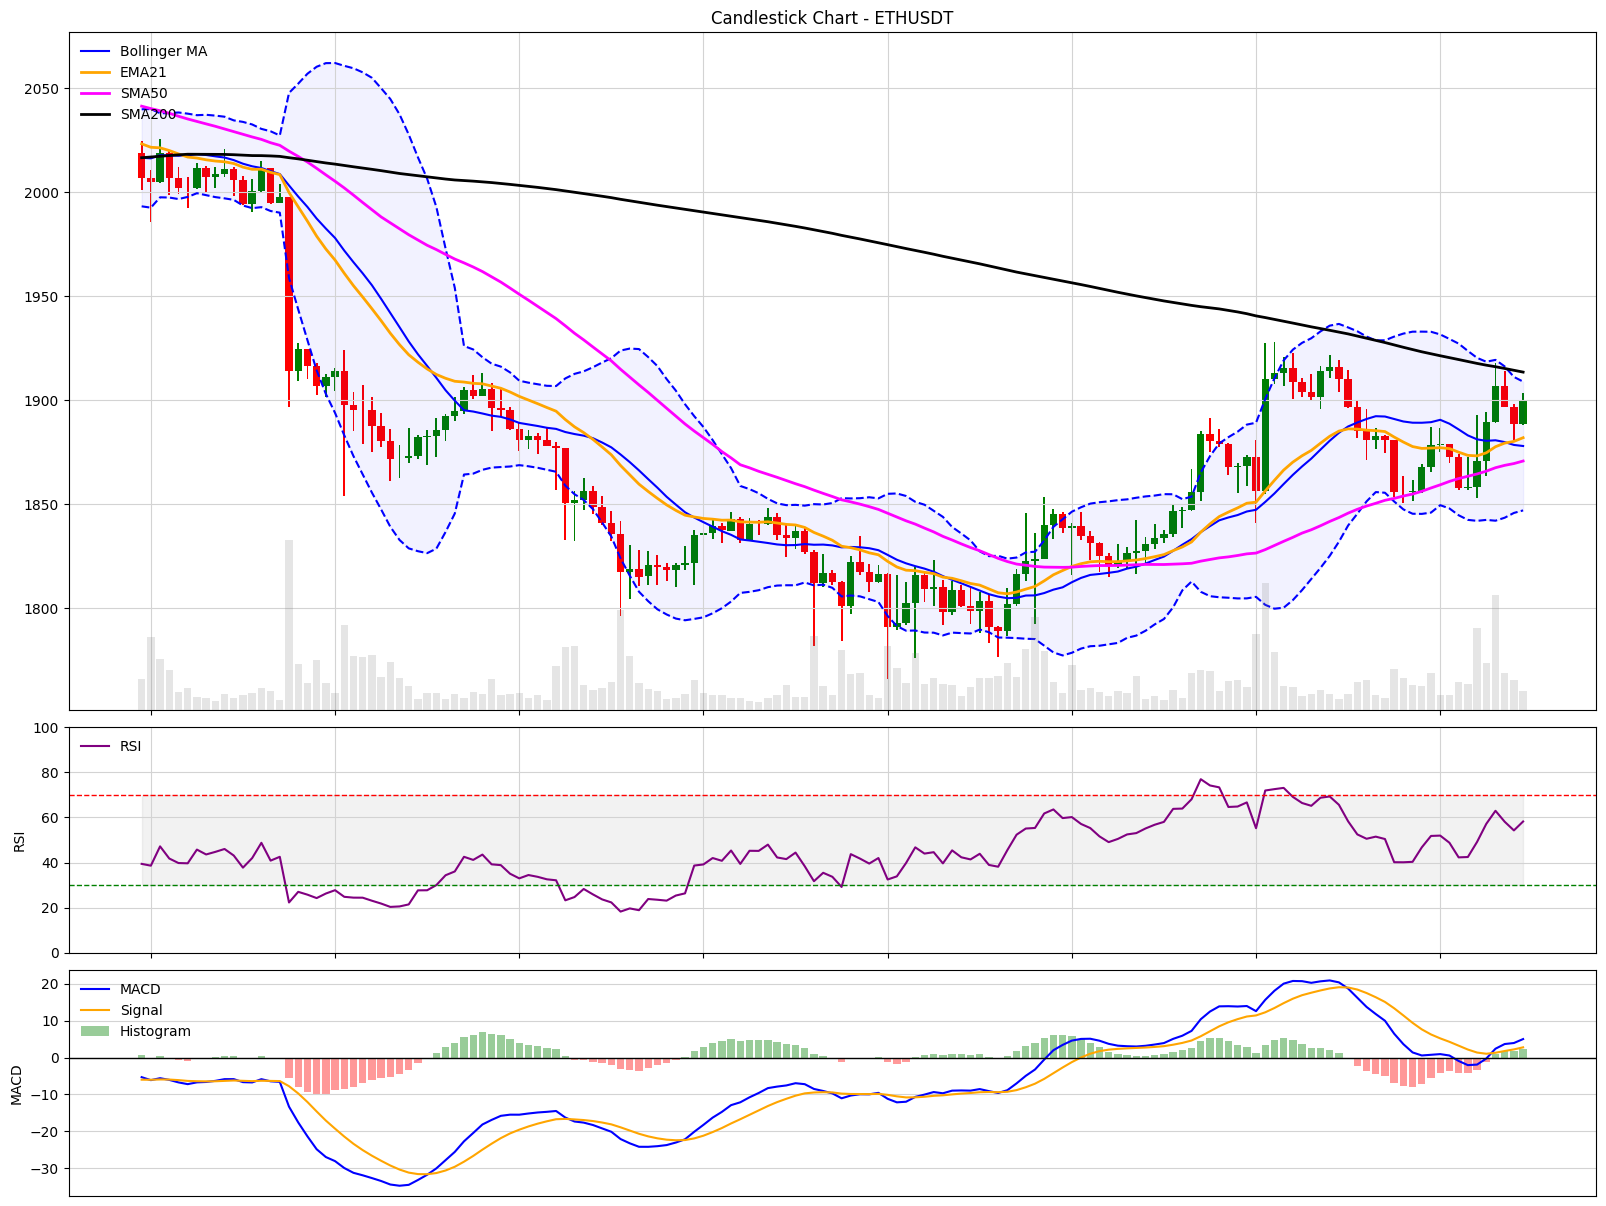 Candlestick Chart - ETHUSDT
Bollinger MA
EMA21
SMA50
SMA200
2050
2000
1950
1900
1850
1800
100
80
60
40
20
0
RSI
RSI
20
10
0
−10
−20
−30
MACD
MACD
Signal
Histogram